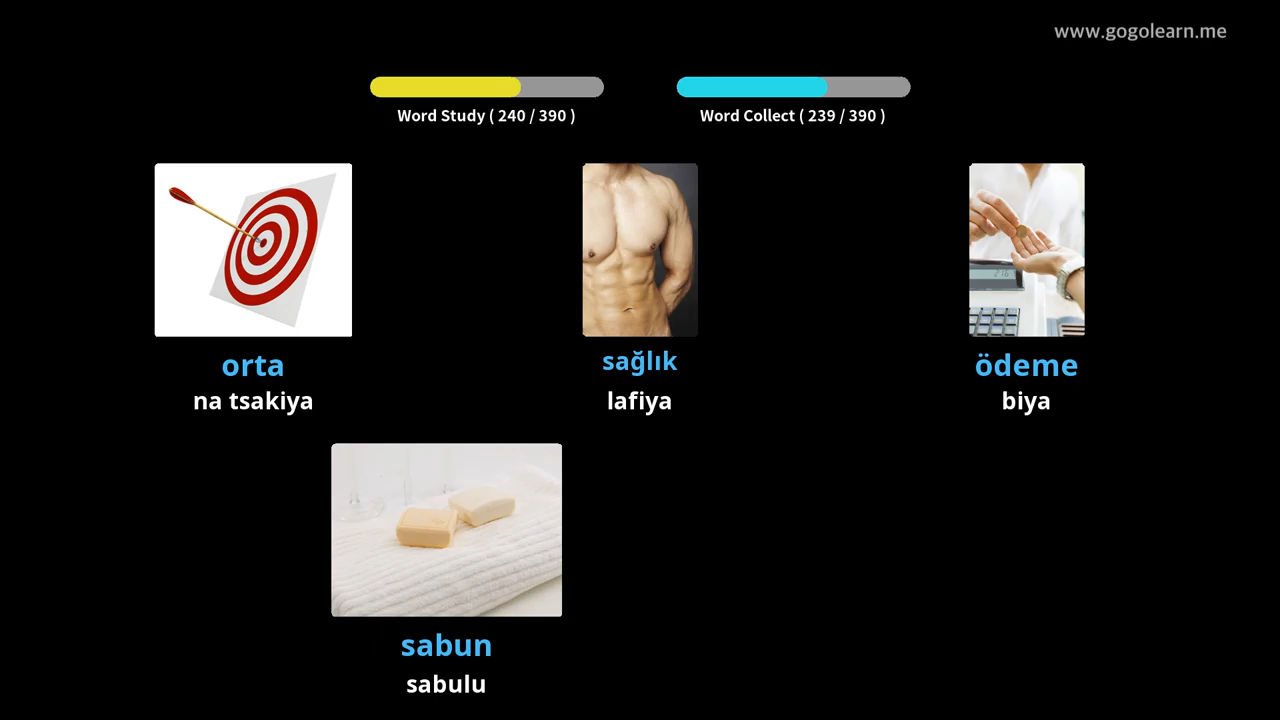 www.gogolearn.me
Word Study ( 240 / 390 )
Word Collect ( 239 / 390 )
orta
na tsakiya
sağlık
lafiya
ödeme
biya
sabun
sabulu